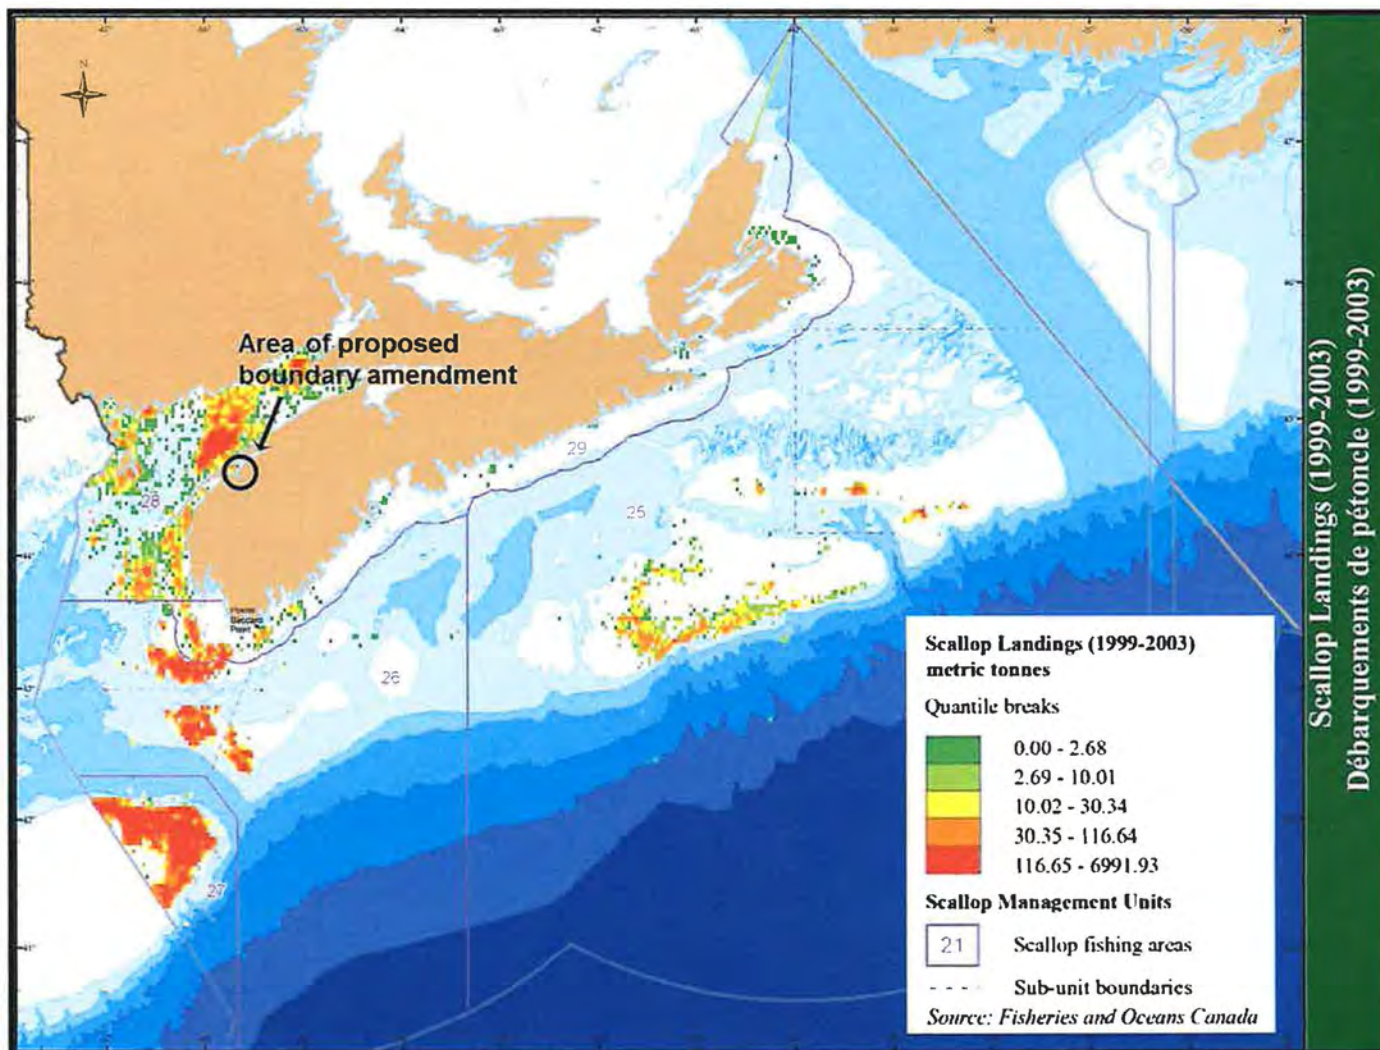 N
Area of proposed
boundary amendment
29
28
25
26
27
Scallop Landings (1999-2003)
metric tonnes
Quantile breaks
0.00 - 2.68
2.69 - 10.01
10.02 - 30.34
30.35 - 116.64
116.65 - 6991.93
Scallop Management Units
21 Scallop fishing areas
Sub-unit boundaries
Source: Fisheries and Oceans Canada
Scallop Landings (1999-2003)
Débarquements de pétoncle (1999-2003)